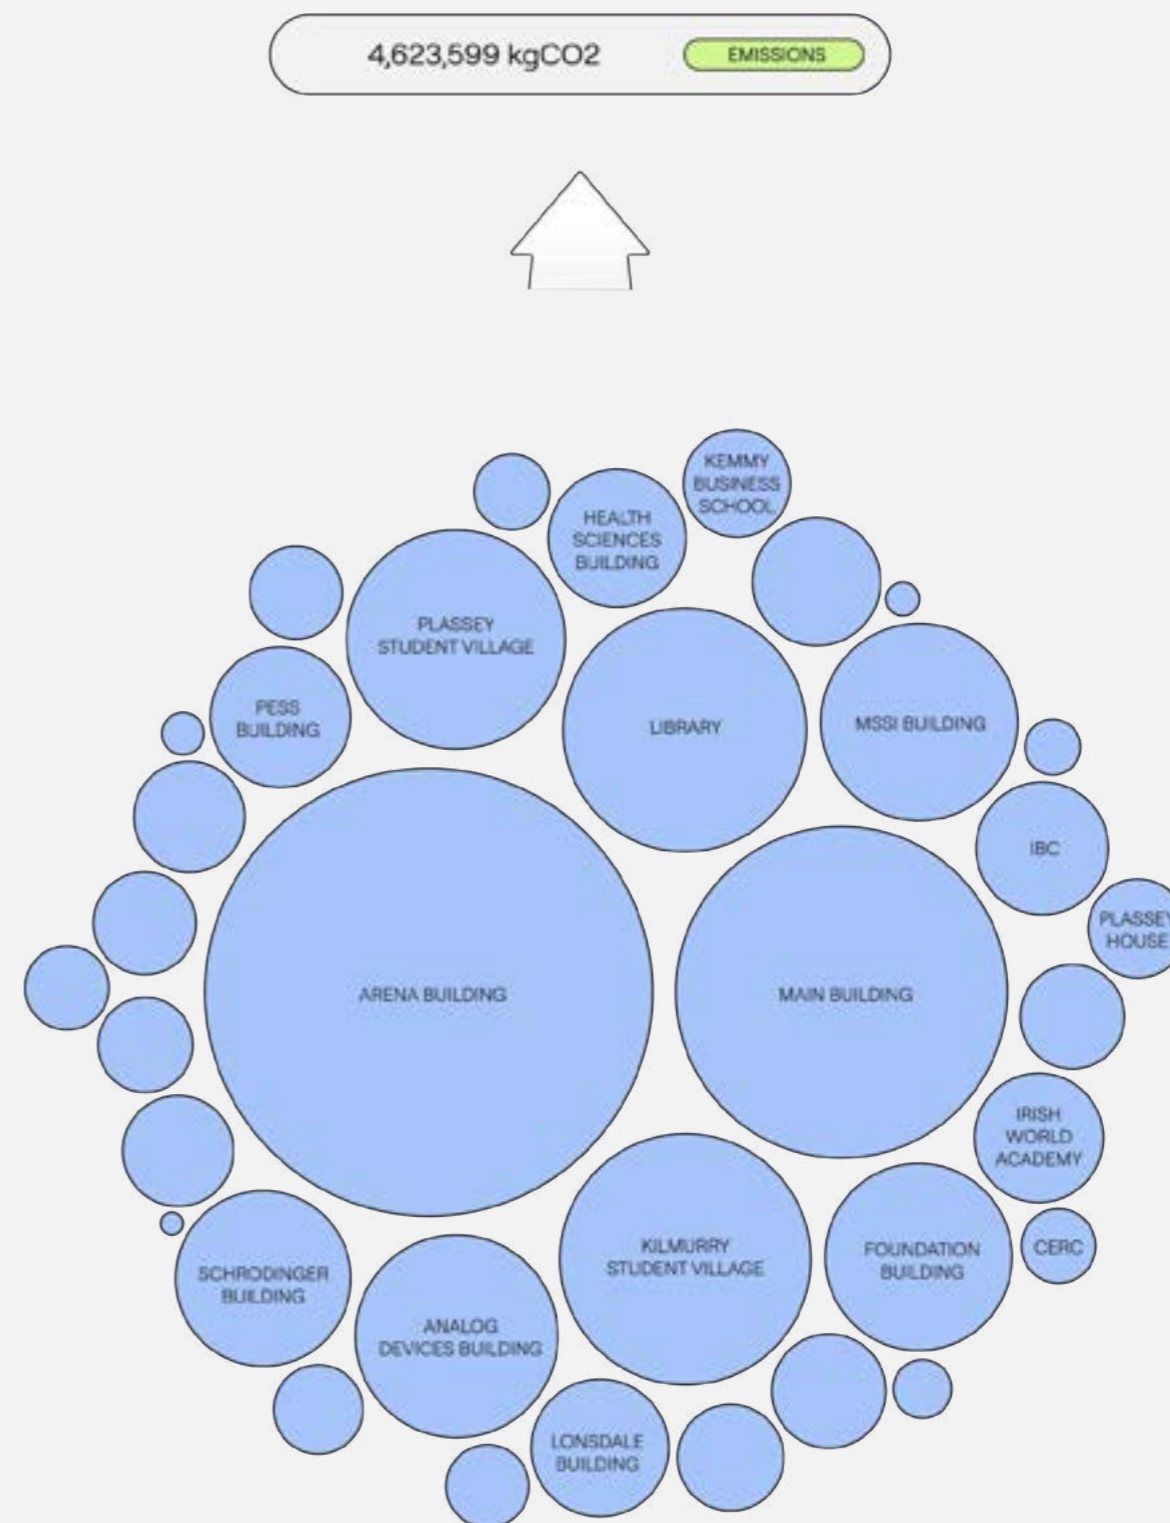 4,623,599 kgCO2
EMISSIONS
KEMMY
BUSINESS
SCHOOL
HEALTH
SCIENCES
BUILDING
PLASSEY
STUDENT VILLAGE
PESS
BUILDING
LIBRARY
MSSI BUILDING
IBC
PLASSEY
HOUSE
ARENA BUILDING
MAIN BUILDING
IRISH
WORLD
ACADEMY
KILMURRY
STUDENT VILLAGE
FOUNDATION
BUILDING
CERC
SCHRODINGER
BUILDING
ANALOG
DEVICES BUILDING
LONSDALE
BUILDING